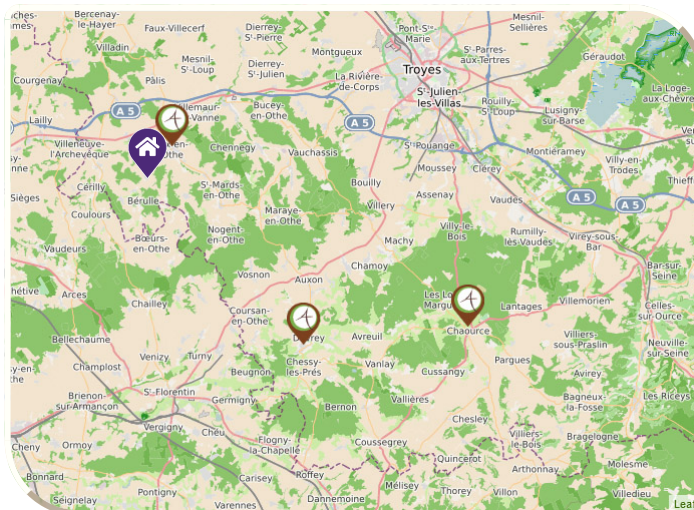 Bercenay-
le-Hayer
Villadin
Mesnil-
St-Loup
Pâlis
Courgenay
Lailly
Villeneuve-
l'Archevêque
Cérilly
Coulours
Sièges
Bérulle
Vaudeurs
Arces
Bœurs-
en-Othe
Chailley
Bellechaume
Venizy
Turny
Champlost
St-Florentin
Brienon-
sur-Armançon
Vergigny
Chéu
Germigny
Beugnon
Ormoy
Cheny
Bonnard
Seignelay
Pontigny
Varennes
Carisey
Flogny-
la-Chapelle
Roffey
Dannemoine
Faux-Villecerf
Dierrey-
St-Pierre
Dierrey-
St-Julien
Montgueux
La Rivière-
de-Corps
Bucey-
en-Othe
A 5
A 5
Chennegy
Vauchassis
St-Mards-
en-Othe
Maraye-
en-Othe
Nogent-
en-Othe
Vosnon
Auxon
Coursan-
en-Othe
Chessy-
les-Prés
Avreuil
Vanlay
Bernon
Coussegrey
Vallières
Cussangy
Mélisey
Thorey
Villon
Quincerot
Arthonnay
Pont-Ste-
Marie
Troyes
St-Julien-
les-Villas
St-Parres-
aux-Tertres
Mesnil-
Sellières
Géraudot
La Loge-
aux-Chèvre
Rouilly-
St-Loup
Lusigny-
sur-Barse
Montiéramey
Moussey
Clérey
Assenay
Bouilly
Villery
Machy
Chamoy
Villy-le-
Bois
Vaudes
Rumilly-
lès-Vaudes
A 5
A 5
Villy-en-
Trodes
Thieff
Virey-sous-
Bar
Bar-sur-
Seine
Lantages
Villemorien
Celles-
sur-Ource
Chaource
Pargues
Villiers-
sous-Praslin
Neuville-
sur-Seine
Avirey
Bagneux-
la-Fosse
Les Riceys
Chesley
Villiers-
le-Bois
Bragelogne
Molesme
Villedieu
Leaf